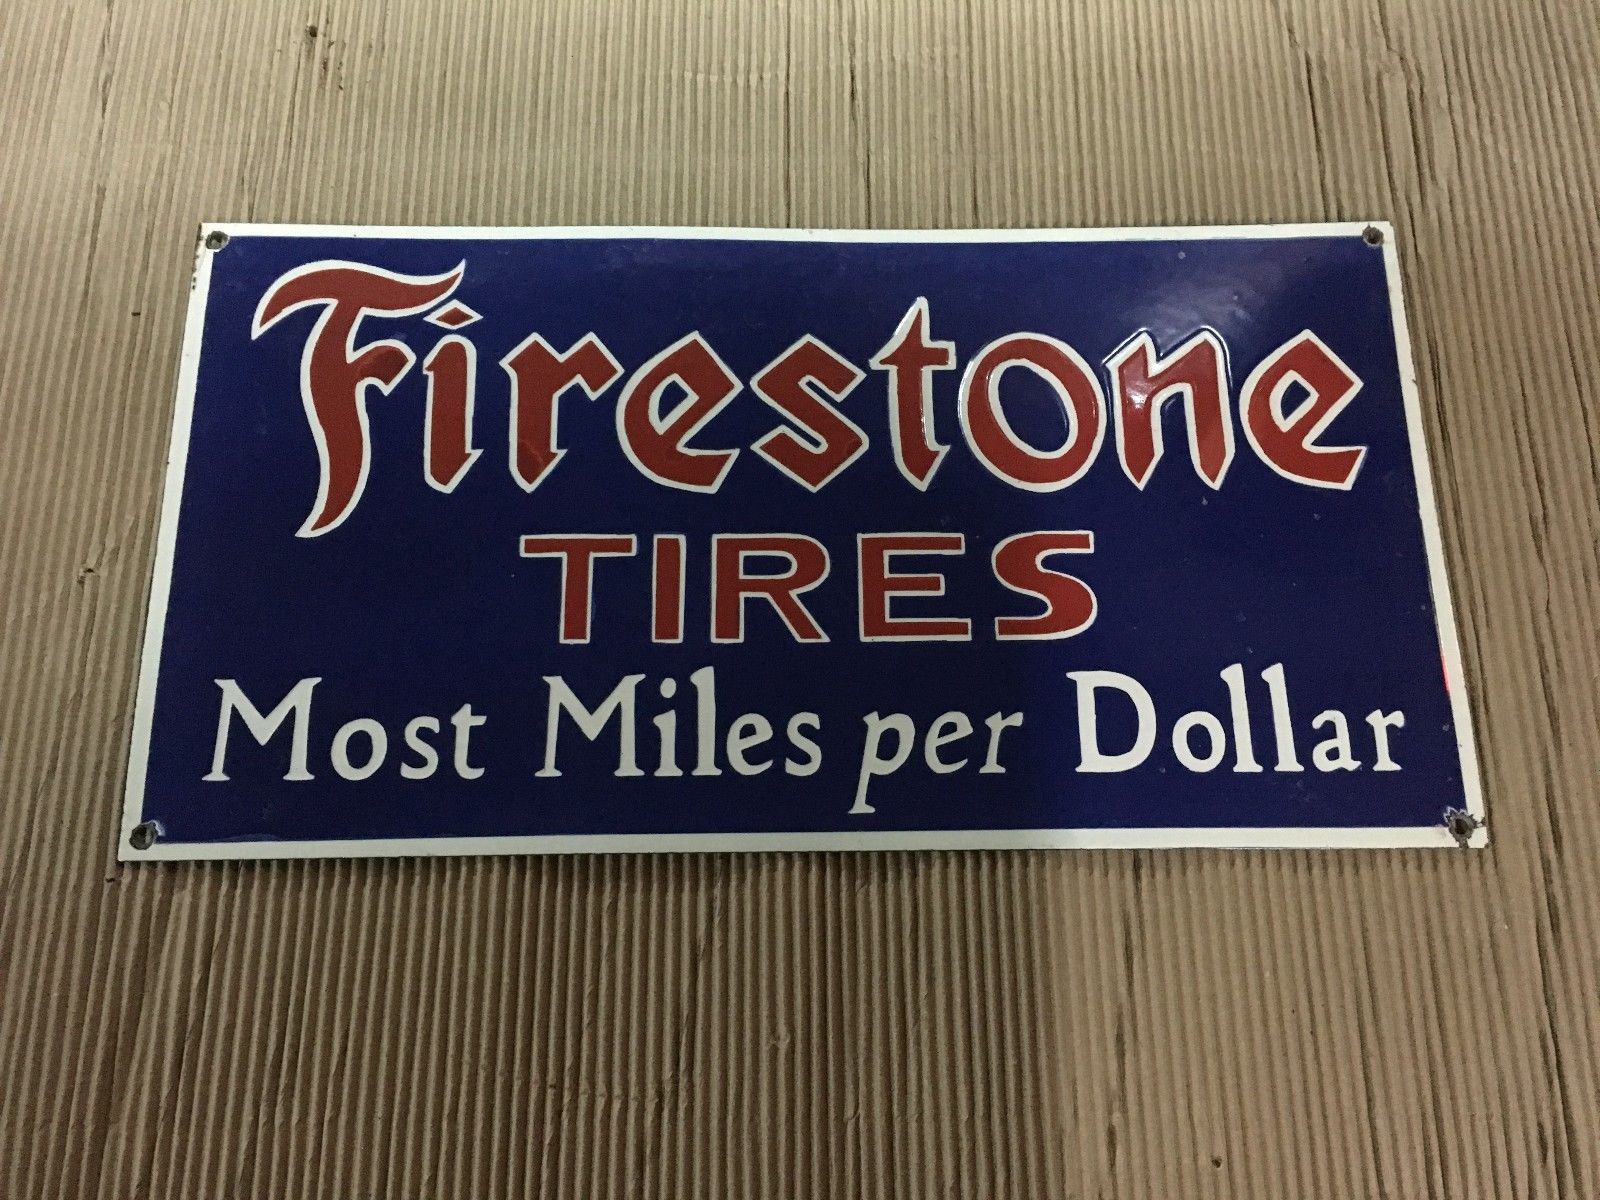 Firestone
TIRES
Most Miles per Dollar